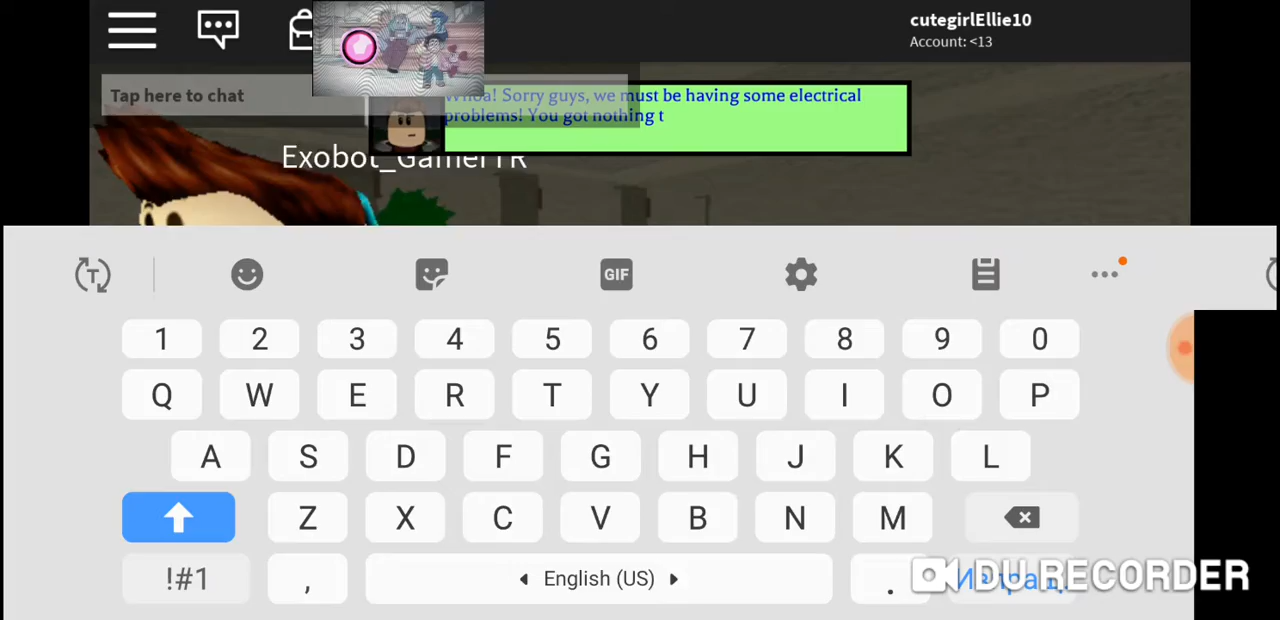 cutegirlEllie10
Account: <13
Tap here to chat
Whoa! Sorry guys, we must be having some electrical
problems! You got nothing t
Exobot_GamerTR
T
GIF
1 2 3 4 5 6 7 8 9 0
Q W E R T Y U I O P
A S D F G H J K L
Z X C V B N M
!#1 , English (US) .
DU RECORDER